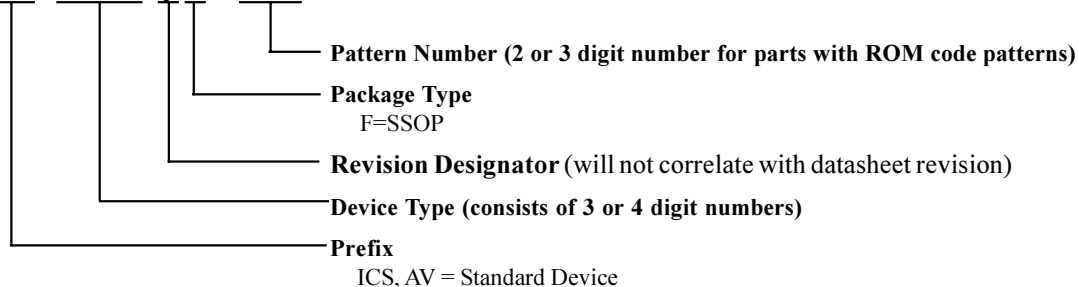 Pattern Number (2 or 3 digit number for parts with ROM code patterns)
Package Type
F=SSOP
Revision Designator (will not correlate with datasheet revision)
Device Type (consists of 3 or 4 digit numbers)
Prefix
ICS, AV = Standard Device